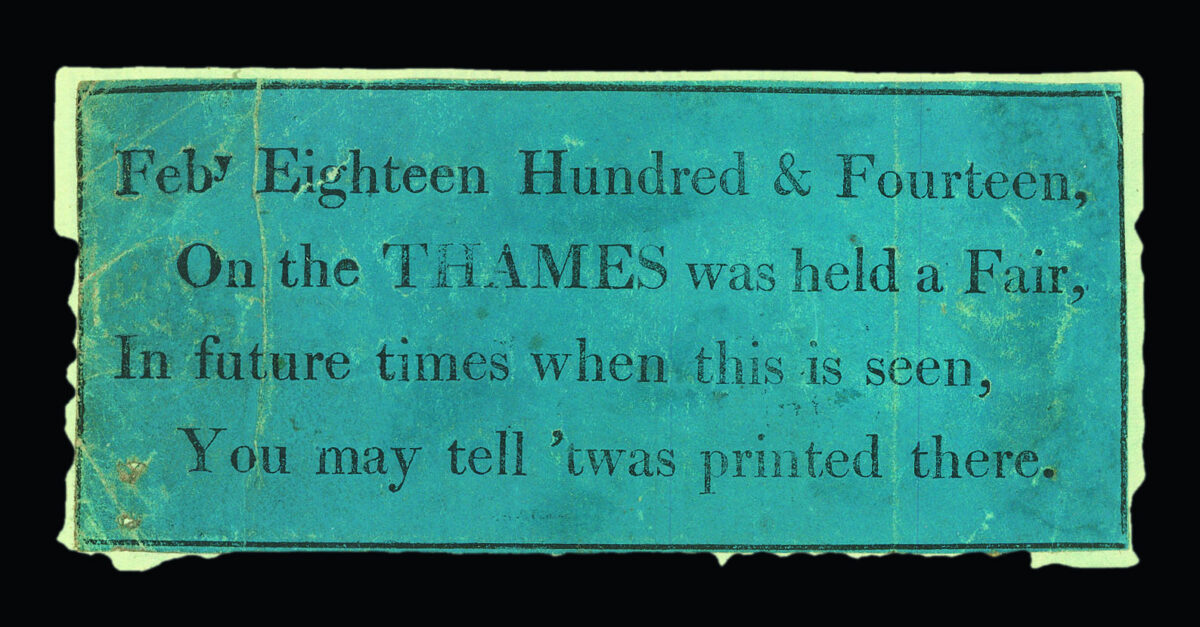 Febʸ Eighteen Hundred & Fourteen,
On the THAMES was held a Fair,
In future times when this is seen,
You may tell ’twas printed there.